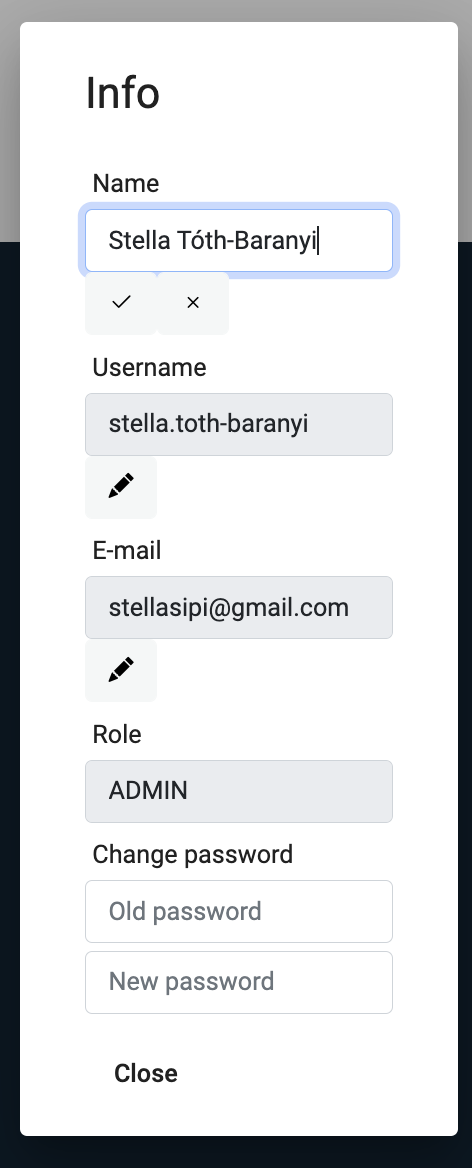 Info
Name
Stella Tóth-Baranyi
Username
stella.toth-baranyi
E-mail
stellasipi@gmail.com
Role
ADMIN
Change password
Old password
New password
Close